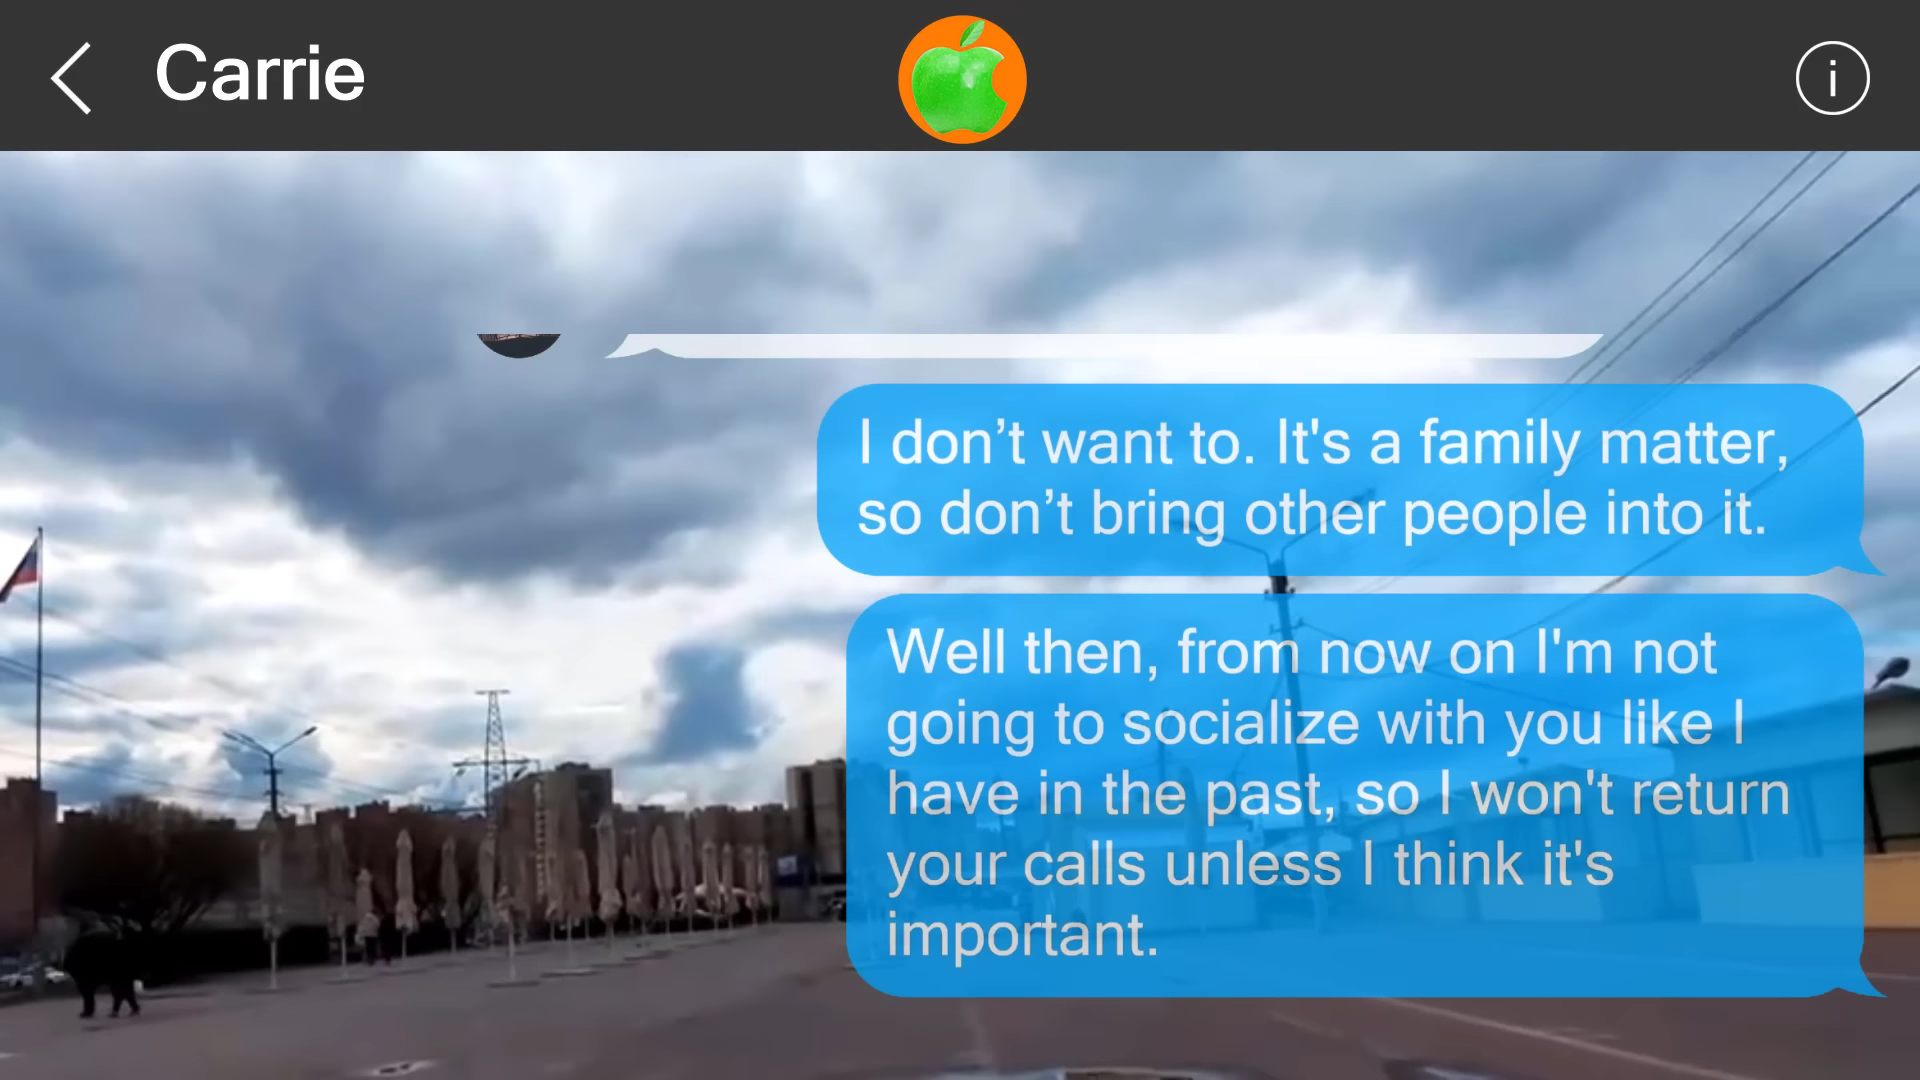 Carrie
i
I don’t want to. It's a family matter,
so don’t bring other people into it.
Well then, from now on I'm not
going to socialize with you like I
have in the past, so I won't return
your calls unless I think it's
important.